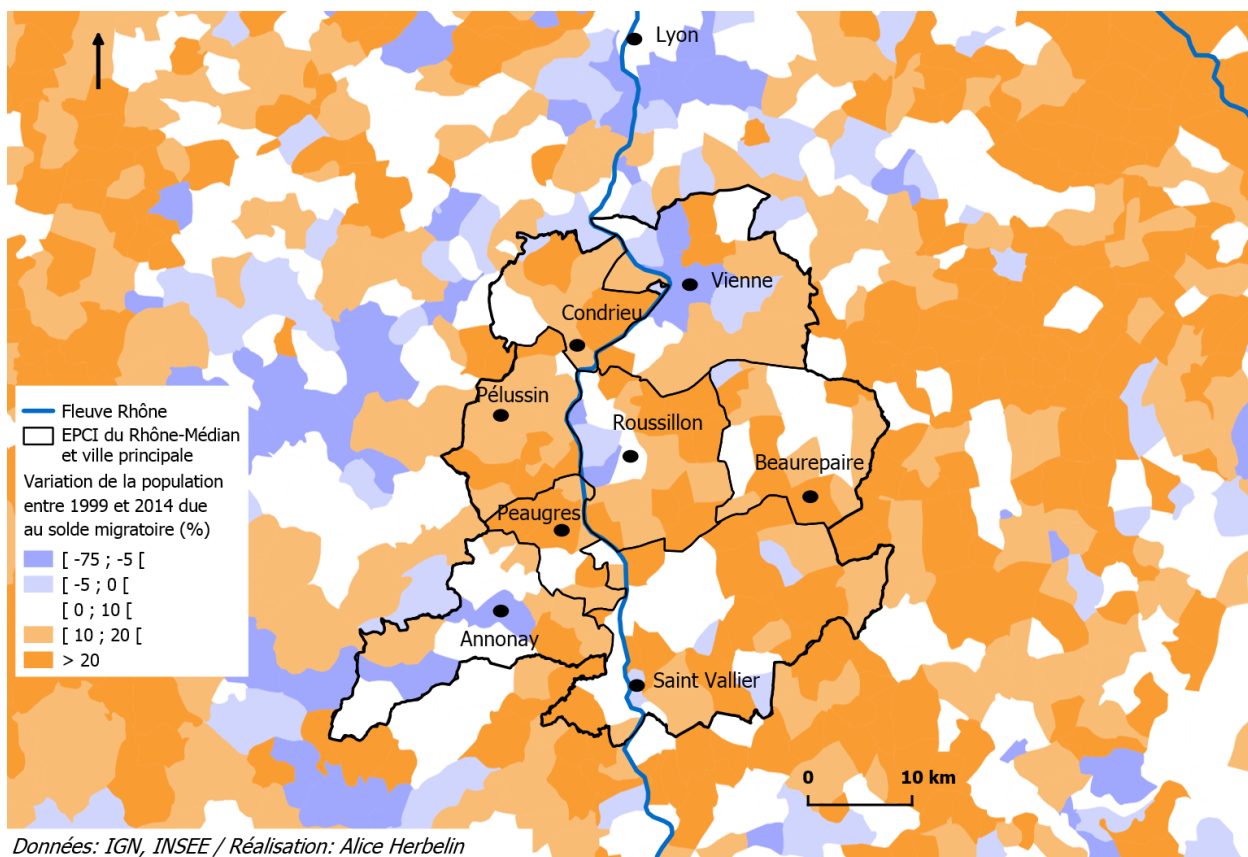 Lyon
Vienne
Condrieu
Pélussin
Roussillon
Beaurepaire
Peaugres
Annonay
Saint Vallier
Fleuve Rhône
EPCI du Rhône-Médian
et ville principale
Variation de la population
entre 1999 et 2014 due
au solde migratoire (%)
[ -75 ; -5 [
[ -5 ; 0 [
[ 0 ; 10 [
[ 10 ; 20 [
> 20
0 10 km
Données: IGN, INSEE / Réalisation: Alice Herbelin